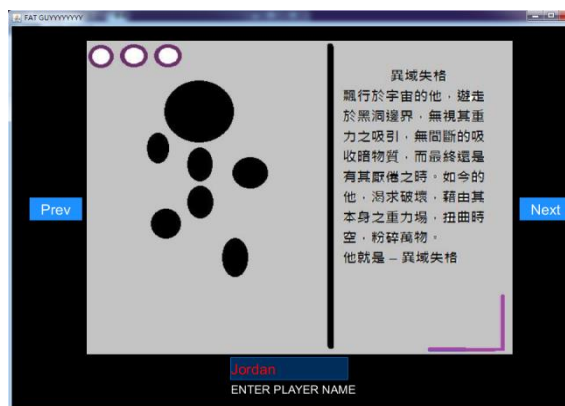 FAT GUYYYYYYYY
異域失格
飄行於宇宙的他，遊走
於黑洞邊界，無視其重
力之吸引，無間斷的吸
收暗物質，而最終還是
有其厭倦之時。如今的
他，渴求破壞，藉由其
本身之重力場，扭曲時
空，粉碎萬物。
他就是 – 異域失格
Prev
Next
Jordan
ENTER PLAYER NAME